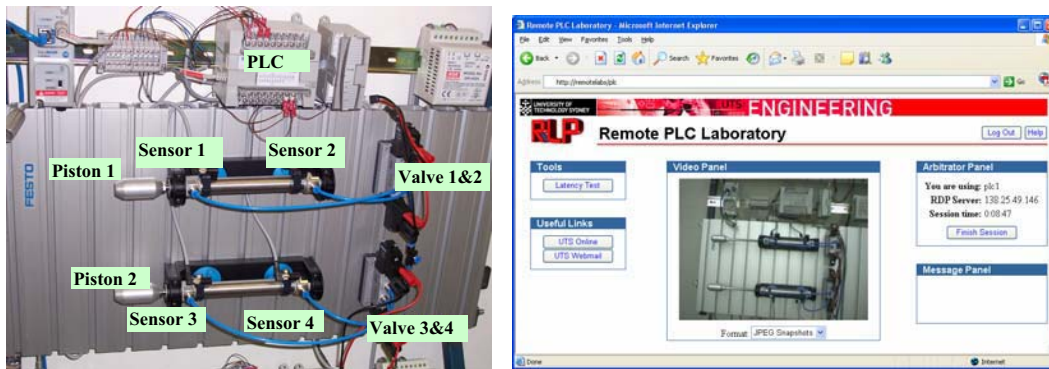 PLC
Sensor 1
Sensor 2
Piston 1
Valve 1&2
FESTO
Piston 2
Sensor 3
Sensor 4
Valve 3&4
Remote PLC Laboratory - Microsoft Internet Explorer
File Edit View Favorites Tools Help
Back Search Favorites
Address http://remotelabs/plc Go
UNIVERSITY OF
TECHNOLOGY SYDNEY
UTS ENGINEERING
RLP Remote PLC Laboratory Log Out Help
Tools
Latency Test
Useful Links
UTS Online
UTS Webmail
Video Panel
Format: JPEG Snapshots
Arbitrator Panel
You are using: plc1
RDP Server: 138.25.49.146
Session time: 0:08:47
Finish Session
Message Panel
Done Internet